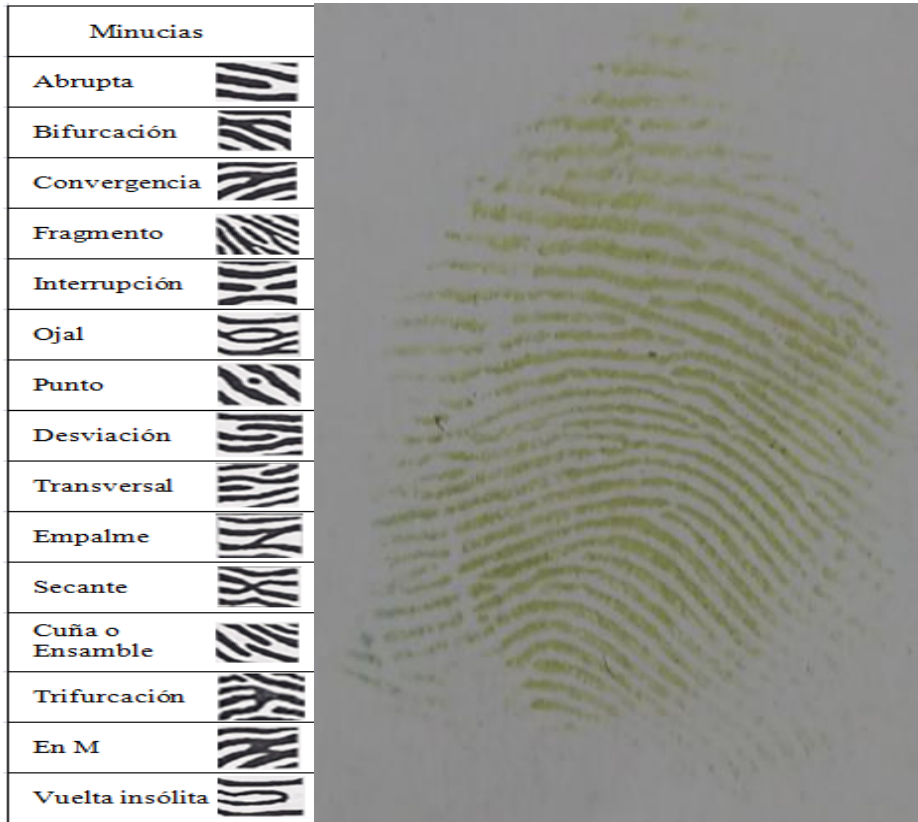 Minucias
Abrupta
Bifurcación
Convergencia
Fragmento
Interrupción
Ojal
Punto
Desviación
Transversal
Empalme
Secante
Cuña o
Ensamble
Trifurcación
En M
Vuelta insólita